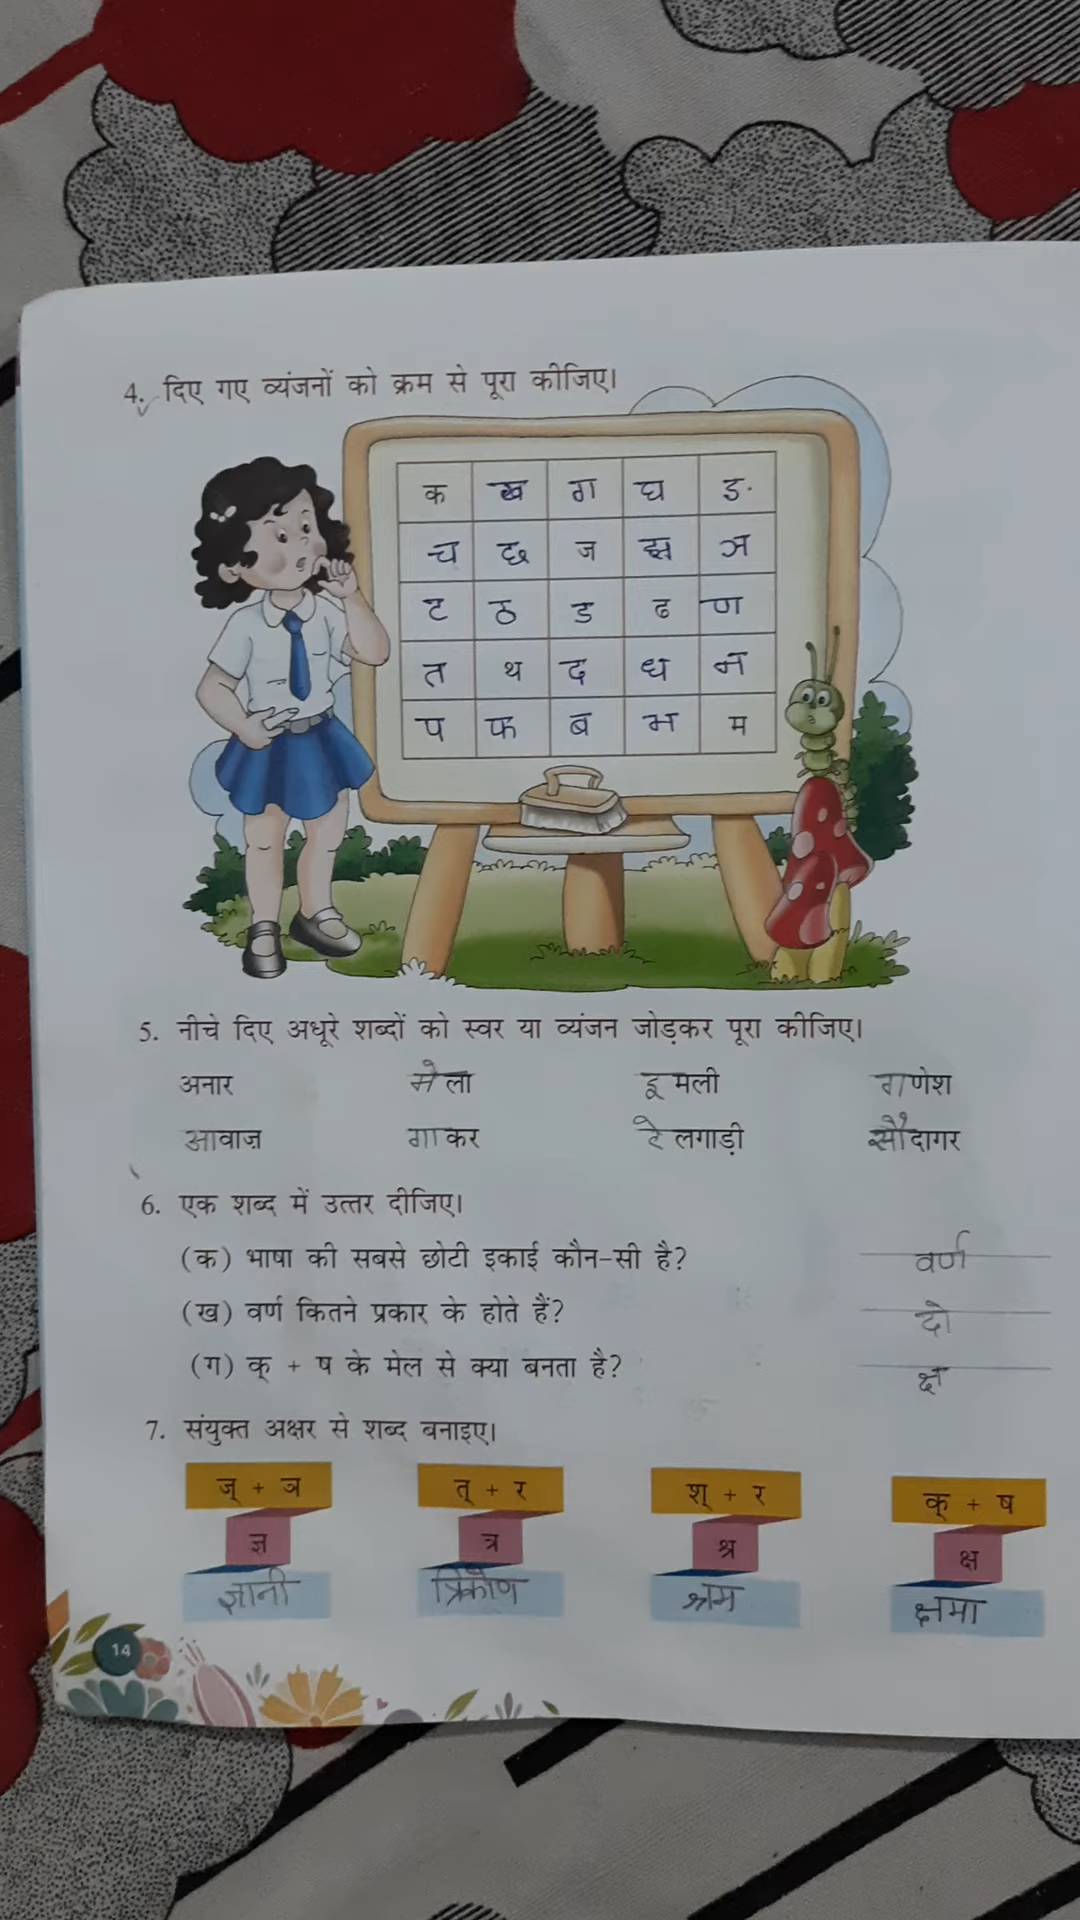 4. दिए गए व्यंजनों को क्रम से पूरा कीजिए।
क ख ग घ ङ
च छ ज झ ञ
ट ठ ड ढ ण
त थ द ध न
प फ ब भ म
5. नीचे दिए अधूरे शब्दों को स्वर या व्यंजन जोड़कर पूरा कीजिए।
अनार मेला इमली गणेश
आवाज़ गाकर रेलगाड़ी सौदागर
6. एक शब्द में उत्तर दीजिए।
(क) भाषा की सबसे छोटी इकाई कौन-सी है? वर्ण
(ख) वर्ण कितने प्रकार के होते हैं? दो
(ग) क् + ष के मेल से क्या बनता है? क्ष
7. संयुक्त अक्षर से शब्द बनाइए।
ज् + ञ त् + र श् + र क् + ष
ज्ञ त्र श्र क्ष
ज्ञानी त्रिकोण श्रम क्षमा
14